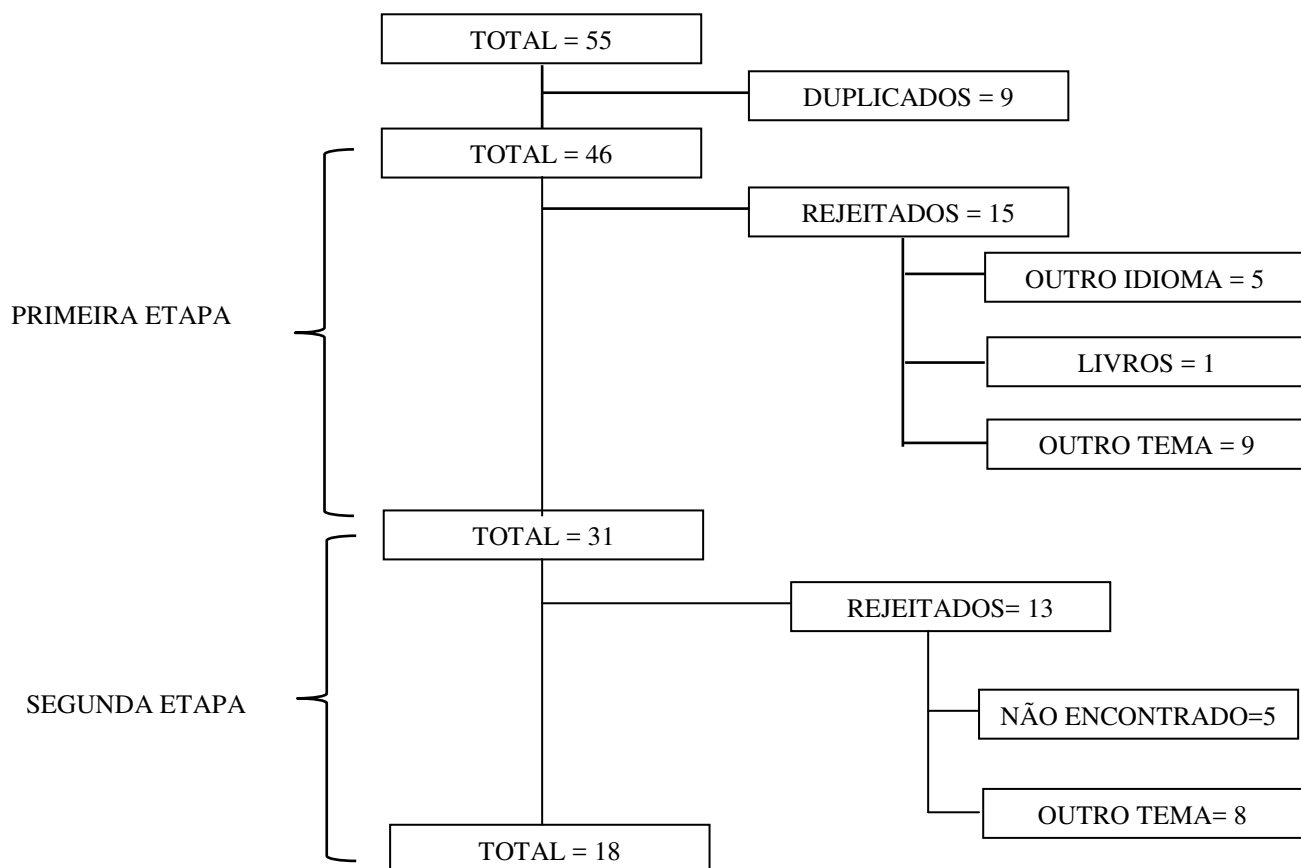 TOTAL = 55
DUPLICADOS = 9
TOTAL = 46
REJEITADOS = 15
OUTRO IDIOMA = 5
PRIMEIRA ETAPA
LIVROS = 1
OUTRO TEMA = 9
TOTAL = 31
REJEITADOS= 13
SEGUNDA ETAPA
NÃO ENCONTRADO=5
OUTRO TEMA= 8
TOTAL = 18